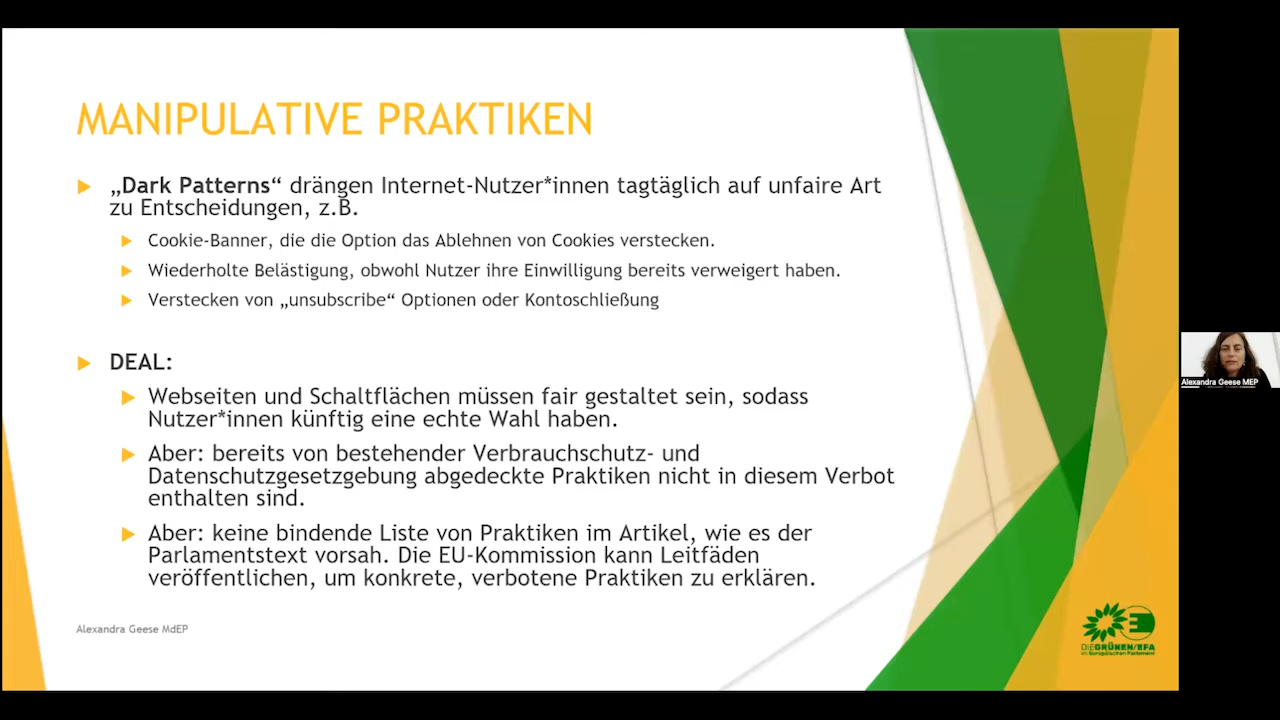 MANIPULATIVE PRAKTIKEN
„Dark Patterns“ drängen Internet-Nutzer*innen tagtäglich auf unfaire Art
zu Entscheidungen, z.B.
Cookie-Banner, die die Option das Ablehnen von Cookies verstecken.
Wiederholte Belästigung, obwohl Nutzer ihre Einwilligung bereits verweigert haben.
Verstecken von „unsubscribe“ Optionen oder Kontoschließung
DEAL:
Webseiten und Schaltflächen müssen fair gestaltet sein, sodass
Nutzer*innen künftig eine echte Wahl haben.
Aber: bereits von bestehender Verbrauchschutz- und
Datenschutzgesetzgebung abgedeckte Praktiken nicht in diesem Verbot
enthalten sind.
Aber: keine bindende Liste von Praktiken im Artikel, wie es der
Parlamentstext vorsah. Die EU-Kommission kann Leitfäden
veröffentlichen, um konkrete, verbotene Praktiken zu erklären.
Alexandra Geese MdEP
DIE GRÜNEN/EFA
im Europäischen Parlament
Alexandra Geese MEP